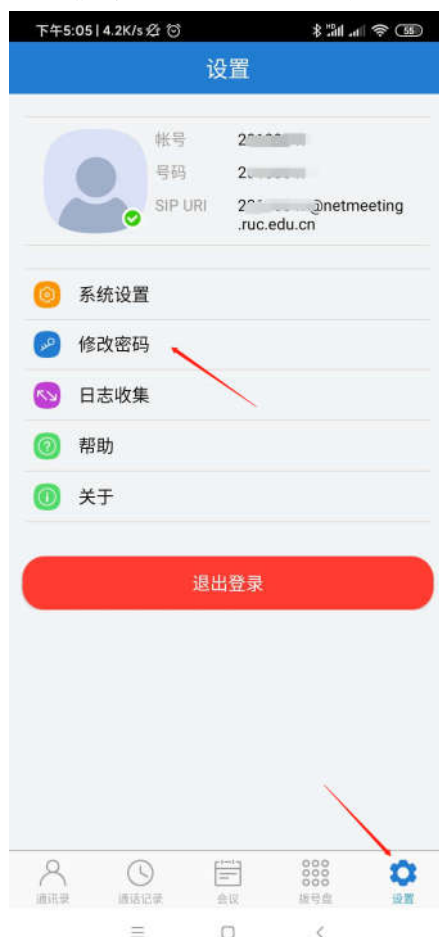 下午5:05 | 4.2K/s
55
设置
帐号
号码
SIP URI
@netmeeting
.ruc.edu.cn
系统设置
修改密码
日志收集
帮助
关于
退出登录
通讯录
通话记录
会议
拨号盘
设置